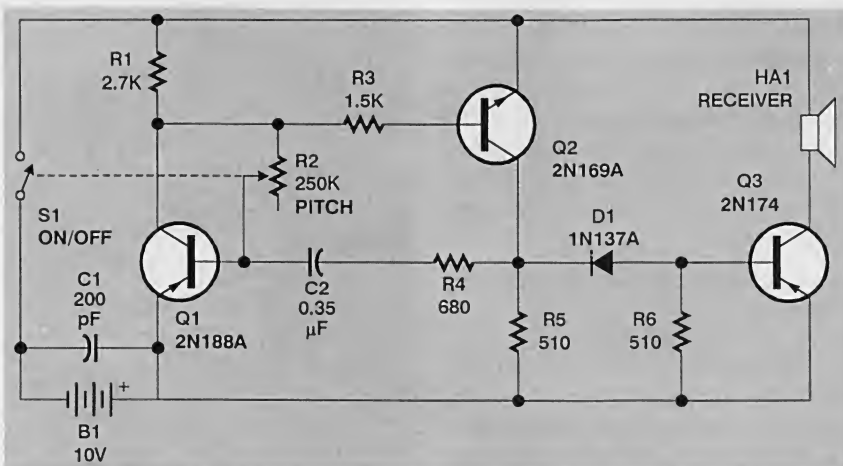 R1
2.7K
R3
1.5K
HA1
RECEIVER
R2
250K
PITCH
Q2
2N169A
Q3
2N174
S1
ON/OFF
D1
1N137A
C1
200
pF
C2
0.35
µF
R4
680
R5
510
R6
510
Q1
2N188A
+
B1
10V